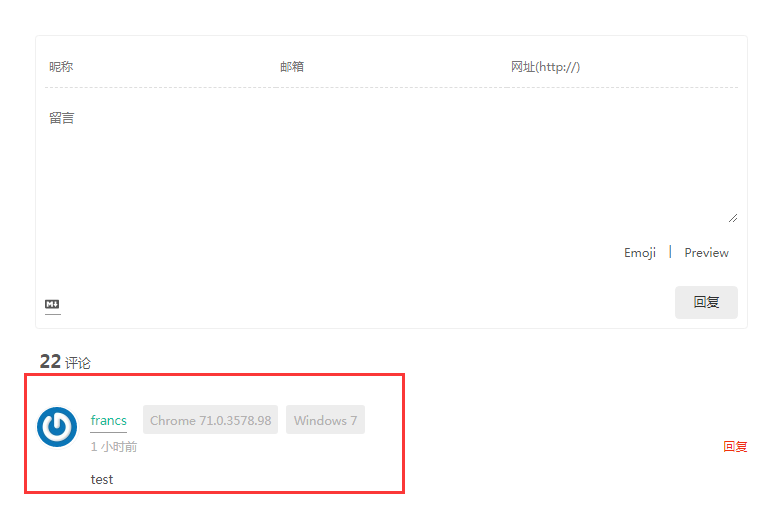 昵称 邮箱 网址(http://)
留言
Emoji | Preview
M↓ 回复
22 评论
francs Chrome 71.0.3578.98 Windows 7
1 小时前 回复
test